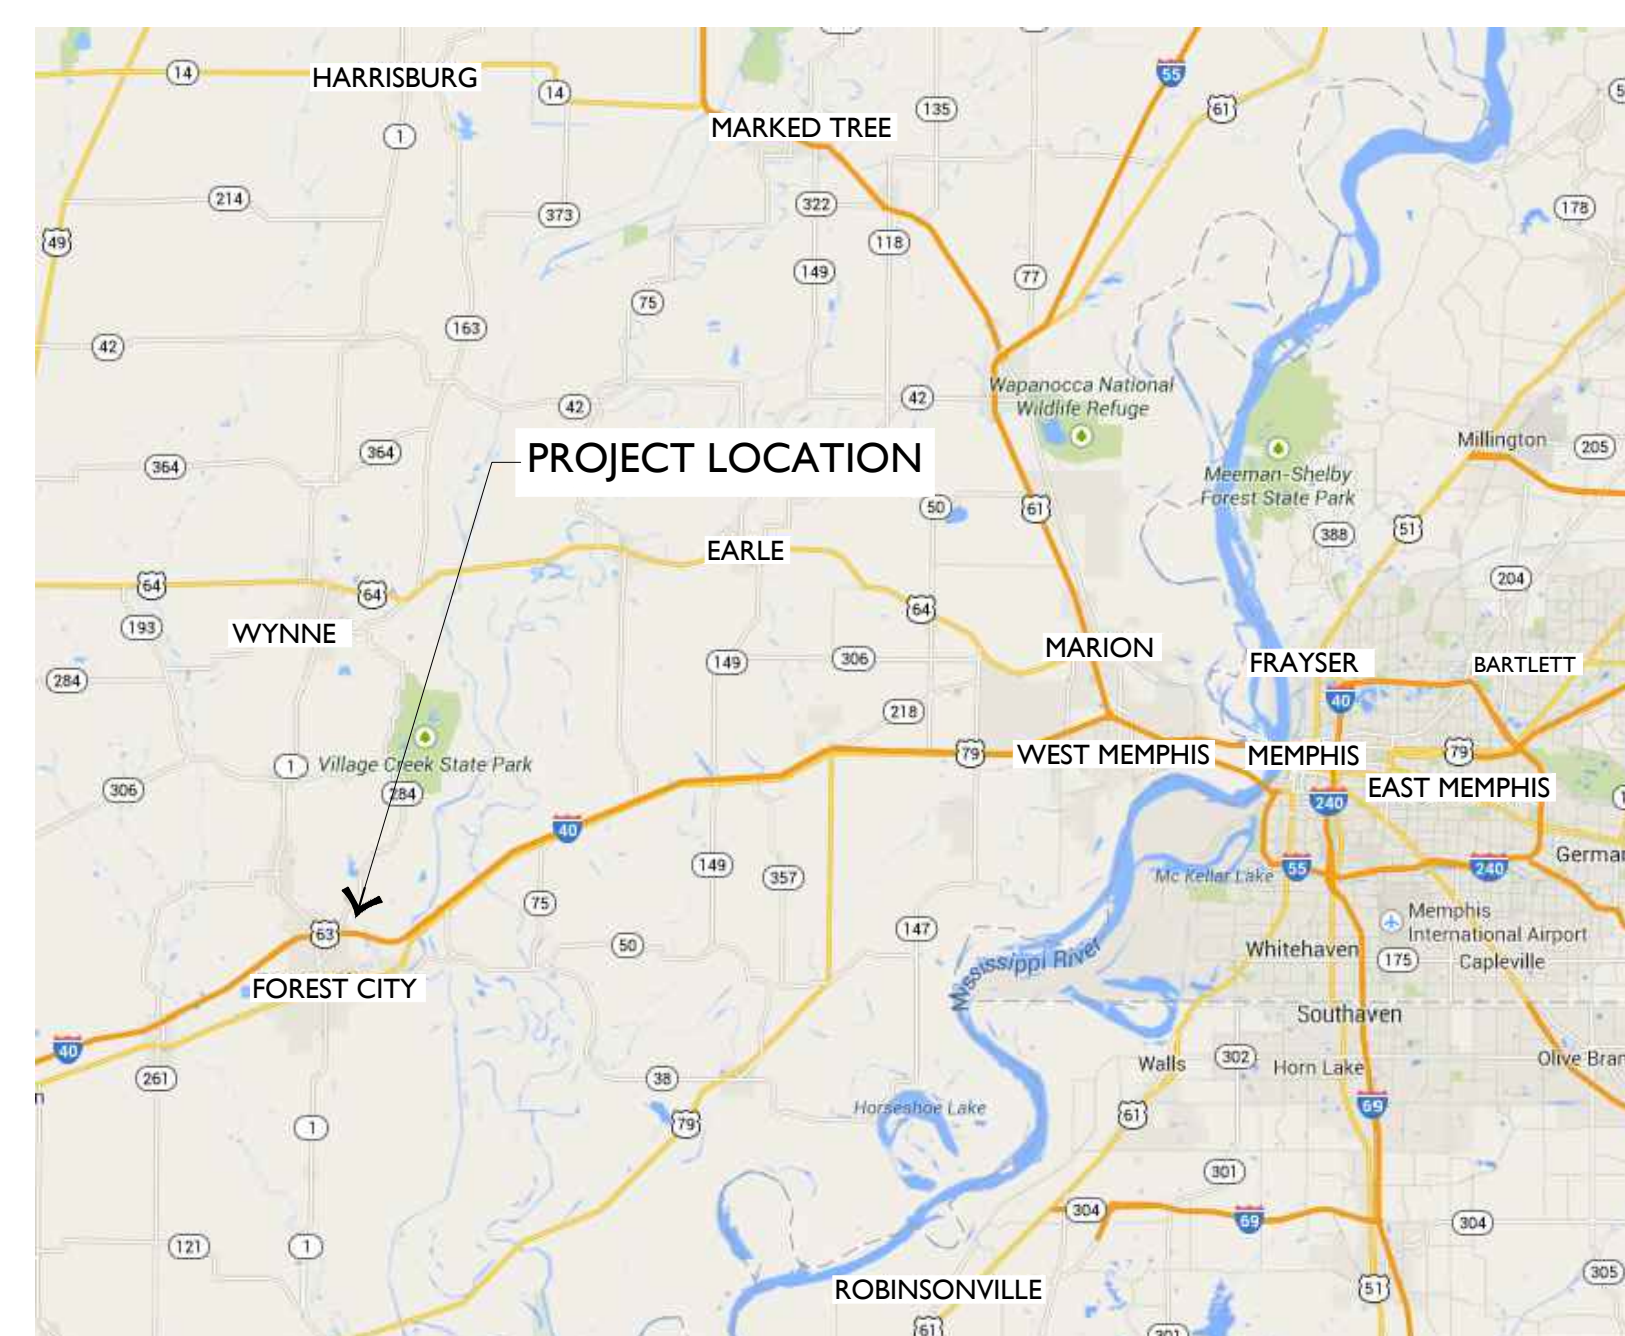 14
HARRISBURG
14
55
61
135
1
MARKED TREE
214
373
322
178
49
118
149
77
75
163
42
42
42
Wapanocca National
Wildlife Refuge
PROJECT LOCATION
Millington
205
364
364
Meeman-Shelby
Forest State Park
50
61
388
51
EARLE
64
64
64
204
193
WYNNE
MARION
149
306
FRAYSER
BARTLETT
284
40
218
79
WEST MEMPHIS
MEMPHIS
79
1
Village Creek State Park
306
284
EAST MEMPHIS
240
40
149
357
Mc Kellar Lake
55
240
75
147
Memphis
International Airport
63
50
Mississippi River
Whitehaven
175
Capleville
FOREST CITY
Southaven
40
261
38
Walls
302
Horn Lake
Horseshoe Lake
79
61
69
1
301
304
69
304
121
1
ROBINSONVILLE
51
305
61
301